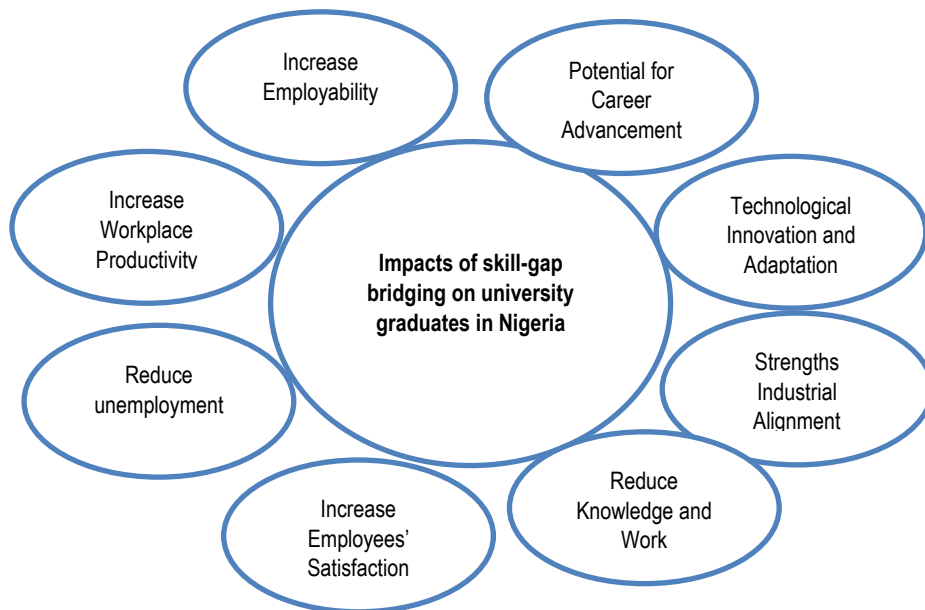 Increase
Employability
Potential for
Career
Advancement
Increase
Workplace
Productivity
Technological
Innovation and
Adaptation
Impacts of skill-gap
bridging on university
graduates in Nigeria
Reduce
unemployment
Strengths
Industrial
Alignment
Increase
Employees’
Satisfaction
Reduce
Knowledge and
Work